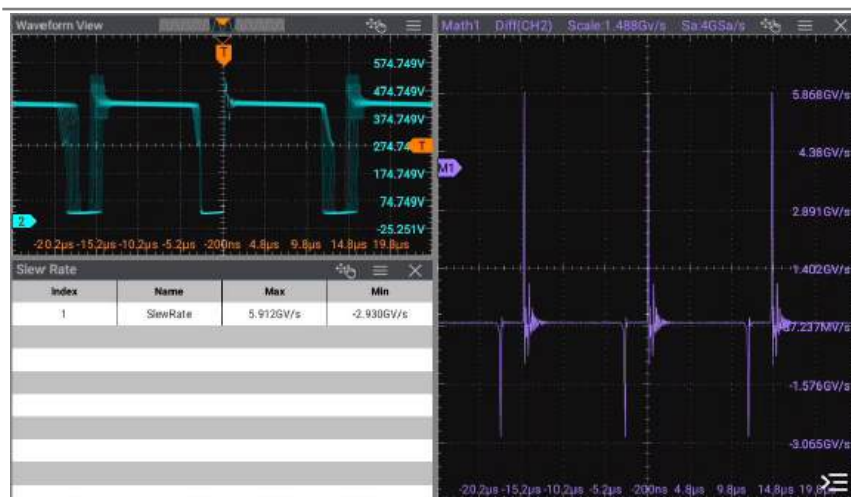 Waveform View
T
574.749V
474.749V
374.749V
274.74
T
174.749V
74.749V
2
-25.251V
-20.2µs -15.2µs -10.2µs -5.2µs -200ns 4.8µs 9.8µs 14.8µs 19.8µs
Slew Rate
Index Name Max Min
1 SlewRate 5.912GV/s -2.930GV/s
Math1 Diff(CH2) Scale:1.488Gv/s Sa:4GSa/s
5.868GV/s
4.38GV/s
M1
2.891GV/s
1.402GV/s
37.237MV/s
-1.576GV/s
-3.065GV/s
-20.2µs -15.2µs -10.2µs -5.2µs -200ns 4.8µs 9.8µs 14.8µs 19.8